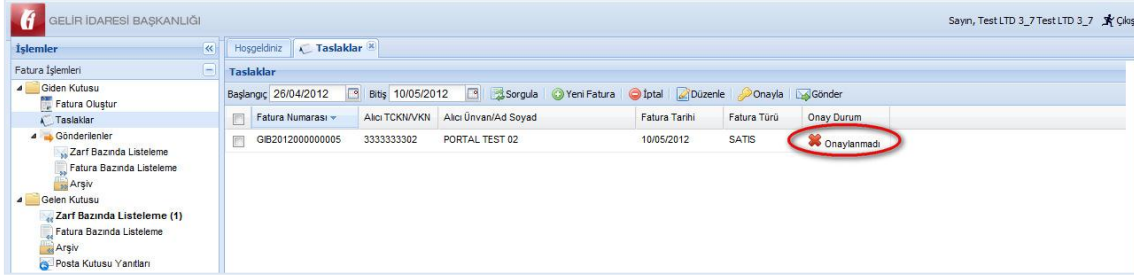 GELİR İDARESİ BAŞKANLIĞI
Sayın, Test LTD 3_7 Test LTD 3_7 Çıkış
İşlemler
Fatura İşlemleri
Giden Kutusu
Fatura Oluştur
Taslaklar
Gönderilenler
Zarf Bazında Listeleme
Fatura Bazında Listeleme
Arşiv
Gelen Kutusu
Zarf Bazında Listeleme (1)
Fatura Bazında Listeleme
Arşiv
Posta Kutusu Yanıtları
Hoşgeldiniz Taslaklar
Taslaklar
Başlangıç 26/04/2012 Bitiş 10/05/2012 Sorgula Yeni Fatura İptal Düzenle Onayla Gönder
Fatura Numarası Alıcı TCKN/VKN Alıcı Ünvan/Ad Soyad Fatura Tarihi Fatura Türü Onay Durum
GIB2012000000005 3333333302 PORTAL TEST 02 10/05/2012 SATIS Onaylanmadı